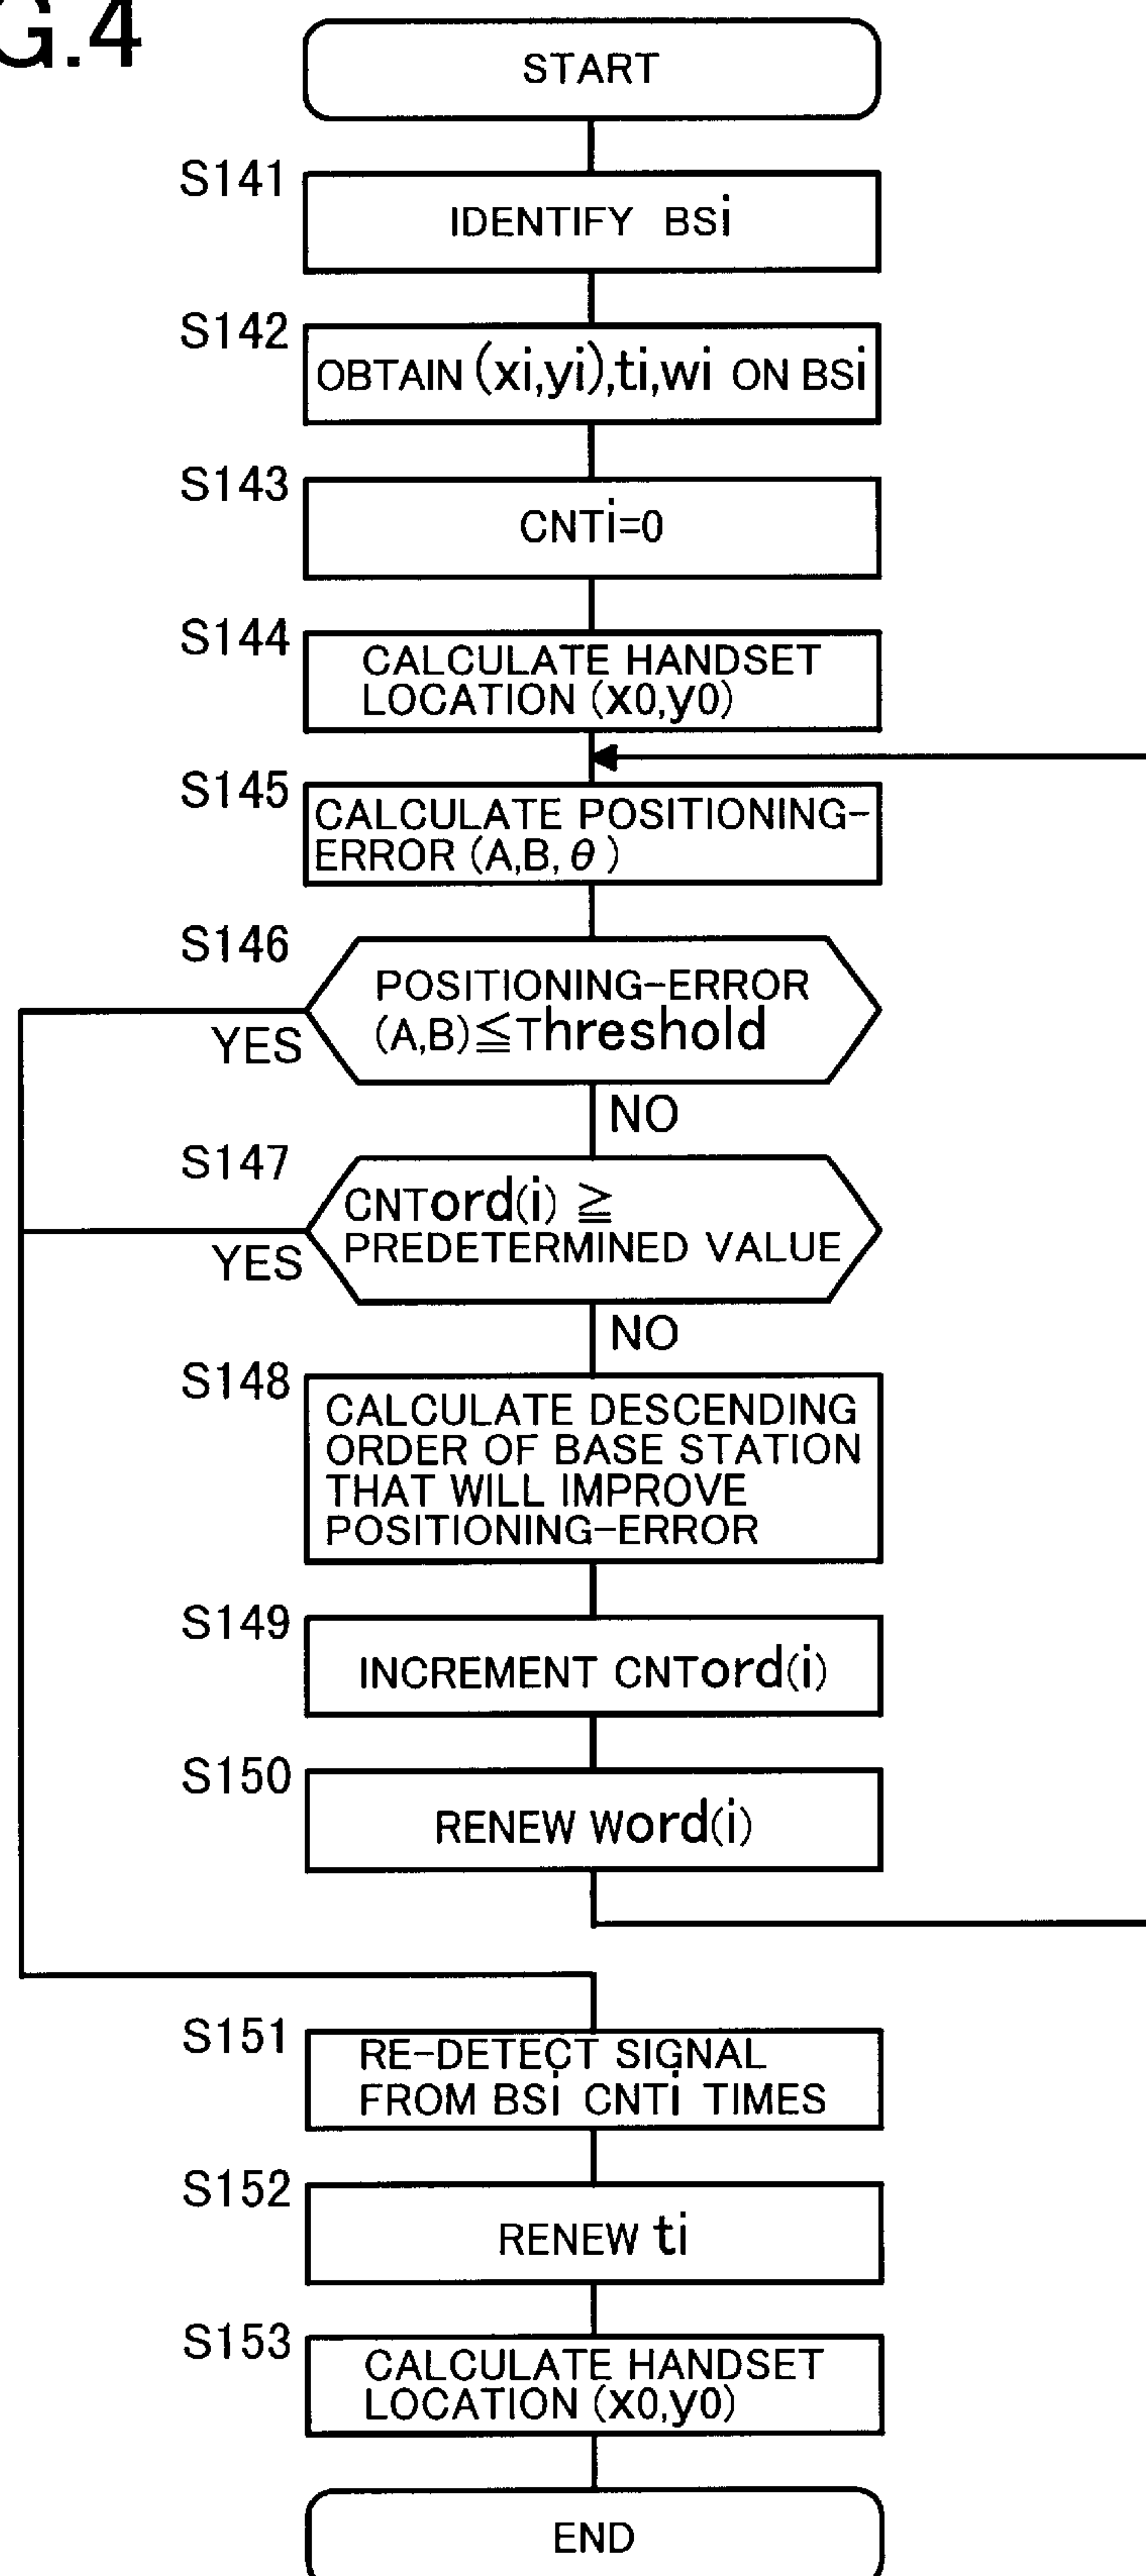 G.4
START
S141
IDENTIFY BSi
S142
OBTAIN (xi,yi),ti,wi ON BSi
S143
CNTi=0
S144
CALCULATE HANDSET
LOCATION (x0,y0)
S145
CALCULATE POSITIONING-
ERROR (A,B, θ )
S146
POSITIONING-ERROR
(A,B)≦Threshold
YES
NO
S147
CNTord(i) ≧
PREDETERMINED VALUE
YES
NO
S148
CALCULATE DESCENDING
ORDER OF BASE STATION
THAT WILL IMPROVE
POSITIONING-ERROR
S149
INCREMENT CNTord(i)
S150
RENEW Word(i)
S151
RE-DETECT SIGNAL
FROM BSi CNTi TIMES
S152
RENEW ti
S153
CALCULATE HANDSET
LOCATION (x0,y0)
END